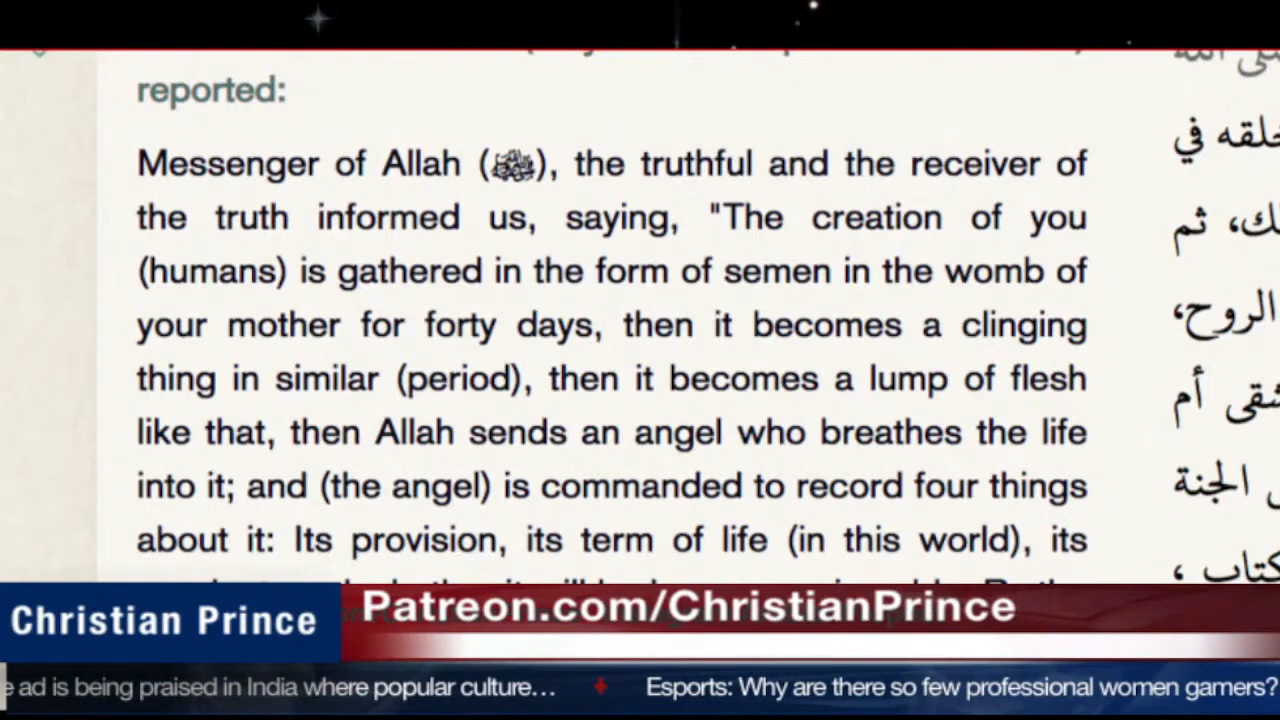 reported:
Messenger of Allah (ﷺ), the truthful and the receiver of
the truth informed us, saying, "The creation of you
(humans) is gathered in the form of semen in the womb of
your mother for forty days, then it becomes a clinging
thing in similar (period), then it becomes a lump of flesh
like that, then Allah sends an angel who breathes the life
into it; and (the angel) is commanded to record four things
about it: Its provision, its term of life (in this world), its
في
ثم
الروح،
أم
الجنة
Christian Prince
Patreon.com/ChristianPrince
ad is being praised in India where popular culture…
Esports: Why are there so few professional women gamers?